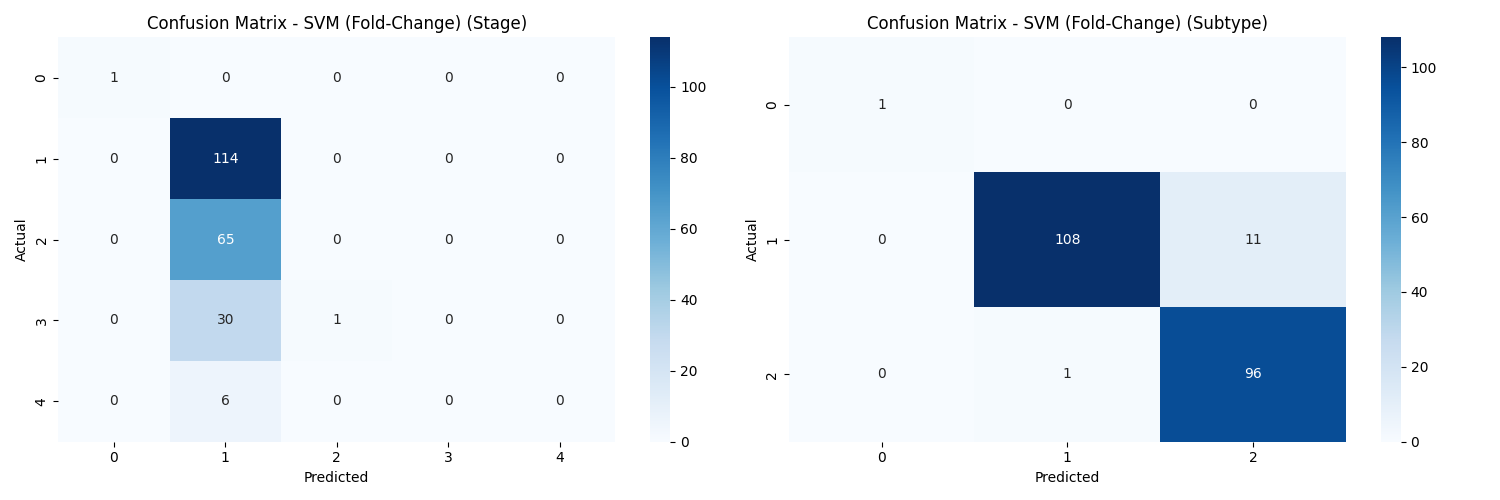 Confusion Matrix - SVM (Fold-Change) (Stage)
Actual
0 1 0 0 0 0
1 0 114 0 0 0
2 0 65 0 0 0
3 0 30 1 0 0
4 0 6 0 0 0
0 1 2 3 4
Predicted
100
80
60
40
20
0
Confusion Matrix - SVM (Fold-Change) (Subtype)
Actual
0 1 0 0
1 0 108 11
2 0 1 96
0 1 2
Predicted
100
80
60
40
20
0